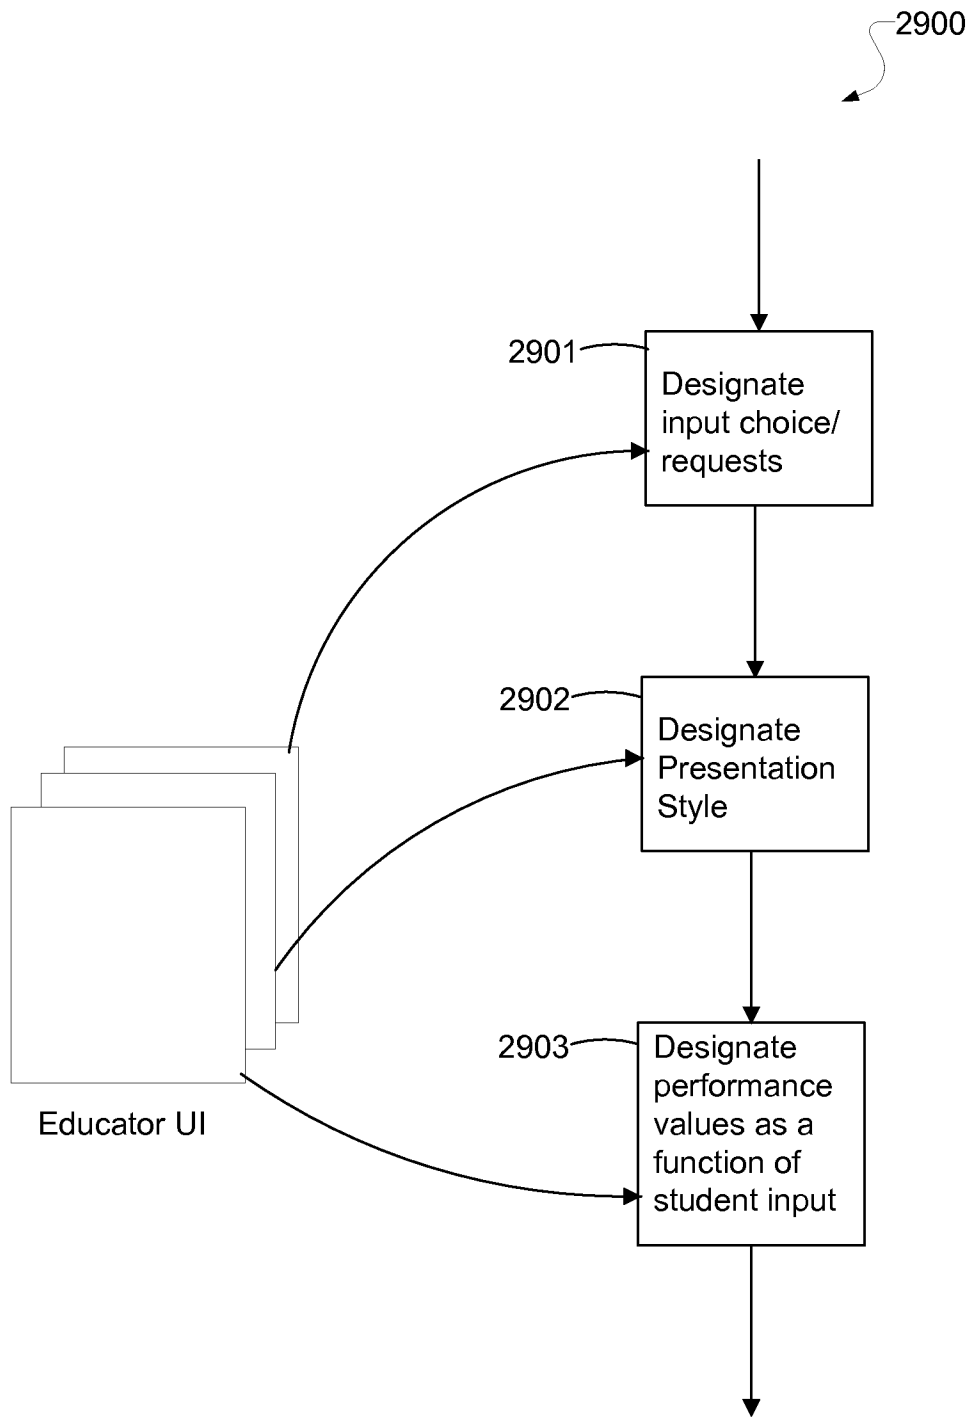 2900
2901
Designate
input choice/
requests
2902
Designate
Presentation
Style
2903
Designate
performance
values as a
function of
student input
Educator UI